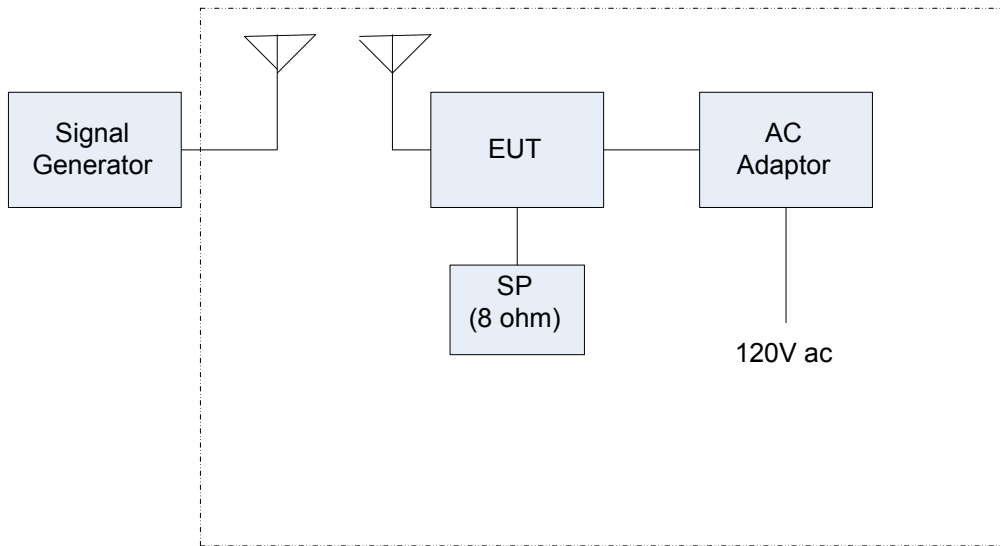 Signal
Generator
EUT
AC
Adaptor
SP
(8 ohm)
120V ac